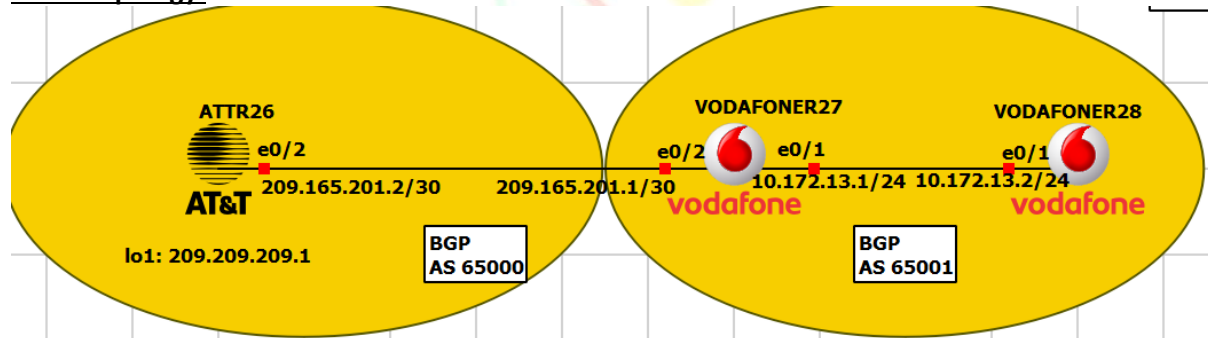 ATTR26
VODAFONER27
VODAFONER28
e0/2
e0/2
e0/1
e0/1
209.165.201.2/30
209.165.201.1/30
10.172.13.1/24
10.172.13.2/24
AT&T
vodafone
vodafone
lo1: 209.209.209.1
BGP
AS 65000
BGP
AS 65001